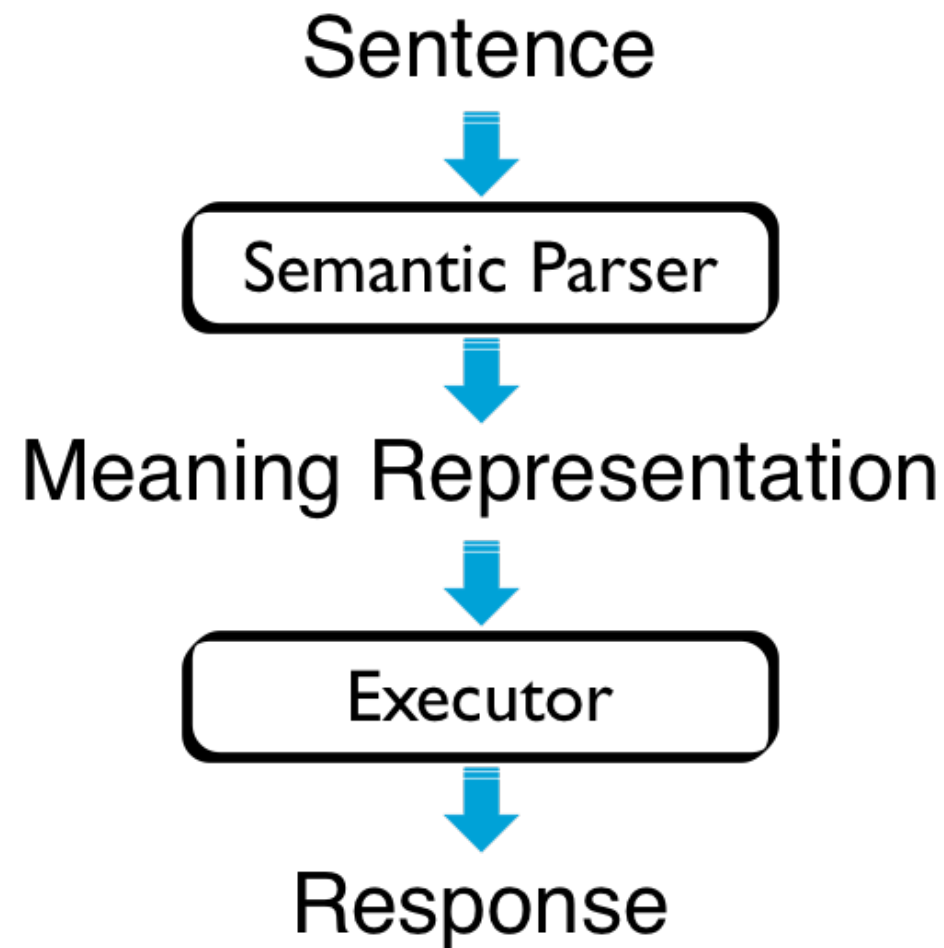 Sentence
Semantic Parser
Meaning Representation
Executor
Response